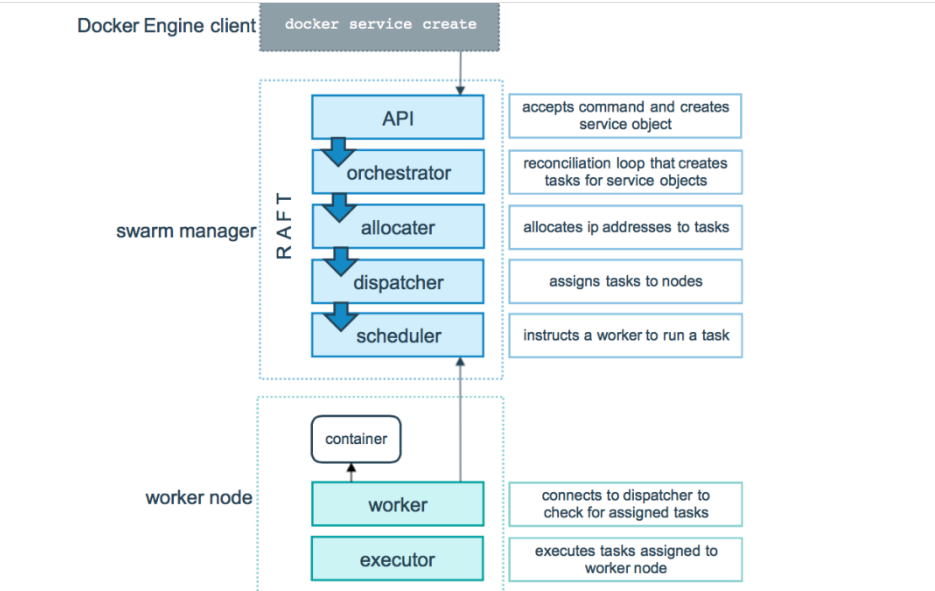 Docker Engine client
docker service create
swarm manager
RAFT
API
accepts command and creates
service object
orchestrator
reconciliation loop that creates
tasks for service objects
allocater
allocates ip addresses to tasks
dispatcher
assigns tasks to nodes
scheduler
instructs a worker to run a task
worker node
container
worker
connects to dispatcher to
check for assigned tasks
executor
executes tasks assigned to
worker node